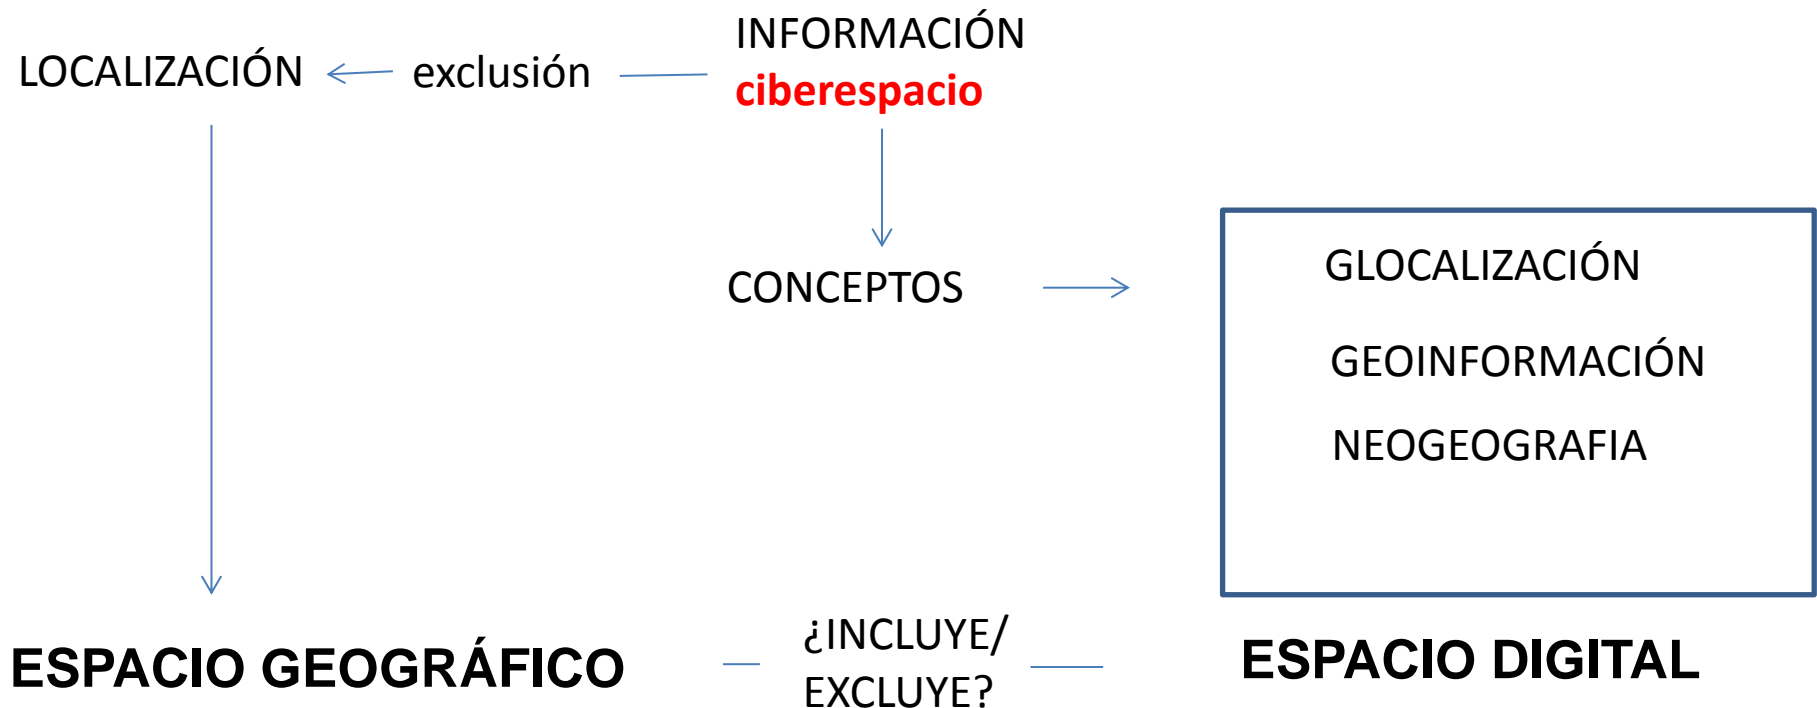 INFORMACIÓN
ciberespacio
LOCALIZACIÓN
exclusión
CONCEPTOS
GLOCALIZACIÓN
GEOINFORMACIÓN
NEOGEOGRAFIA
ESPACIO GEOGRÁFICO
¿INCLUYE/
EXCLUYE?
ESPACIO DIGITAL